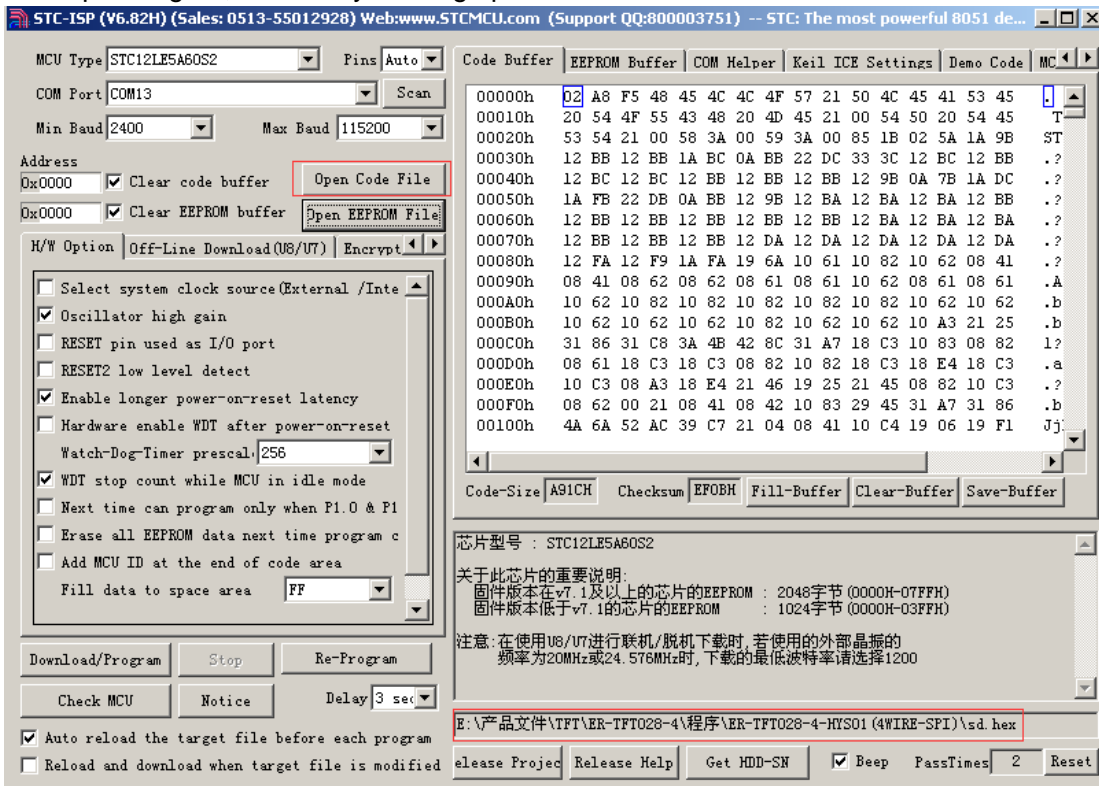 STC-ISP (V6.82H) (Sales: 0513-55012928) Web:www.STCMCU.com (Support QQ:800003751) -- STC: The most powerful 8051 de...
MCU Type STC12LE5A60S2 Pins Auto
COM Port COM13 Scan
Min Baud 2400 Max Baud 115200
Address
0x0000 Clear code buffer Open Code File
0x0000 Clear EEPROM buffer Open EEPROM File
H/W Option Off-Line Download(U8/U7) Encrypt
Select system clock source(External /Inte
Oscillator high gain
RESET pin used as I/O port
RESET2 low level detect
Enable longer power-on-reset latency
Hardware enable WDT after power-on-reset
Watch-Dog-Timer prescal 256
WDT stop count while MCU in idle mode
Next time can program only when P1.0 & P1
Erase all EEPROM data next time program c
Add MCU ID at the end of code area
Fill data to space area FF
Download/Program Stop Re-Program
Check MCU Notice Delay 3 sec
Auto reload the target file before each program
Reload and download when target file is modified
Code Buffer EEPROM Buffer COM Helper Keil ICE Settings Demo Code MC
00000h 02 A8 F5 48 45 4C 4C 4F 57 21 50 4C 45 41 53 45 .
00010h 20 54 4F 55 43 48 20 4D 45 21 00 54 50 20 54 45 T
00020h 53 54 21 00 58 3A 00 59 3A 00 85 1B 02 5A 1A 9B ST
00030h 12 BB 12 BB 1A BC 0A BB 22 DC 33 3C 12 BC 12 BB .?
00040h 12 BC 12 BC 12 BB 12 BB 12 BB 12 9B 0A 7B 1A DC .?
00050h 1A FB 22 DB 0A BB 12 9B 12 BA 12 BA 12 BA 12 BB .?
00060h 12 BB 12 BB 12 BB 12 BB 12 BB 12 BA 12 BA 12 BA .?
00070h 12 BB 12 BB 12 BB 12 DA 12 DA 12 DA 12 DA 12 DA .?
00080h 12 FA 12 F9 1A FA 19 6A 10 61 10 82 10 62 08 41 .?
00090h 08 41 08 62 08 62 08 61 08 61 10 62 08 61 08 61 .A
000A0h 10 62 10 82 10 82 10 82 10 82 10 82 10 62 10 62 .b
000B0h 10 62 10 62 10 62 10 82 10 62 10 62 10 A3 21 25 .b
000C0h 31 86 31 C8 3A 4B 42 8C 31 A7 18 C3 10 83 08 82 1?
000D0h 08 61 18 C3 18 C3 08 82 10 82 18 C3 18 E4 18 C3 .a
000E0h 10 C3 08 A3 18 E4 21 46 19 25 21 45 08 82 10 C3 .?
000F0h 08 62 00 21 08 41 08 42 10 83 29 45 31 A7 31 86 .b
00100h 4A 6A 52 AC 39 C7 21 04 08 41 10 C4 19 06 19 F1 Jj
Code-Size A91CH Checksum EF0BH Fill-Buffer Clear-Buffer Save-Buffer
芯片型号 : STC12LE5A60S2
关于此芯片的重要说明:
固件版本在v7.1及以上的芯片的EEPROM : 2048字节(0000H-07FFH)
固件版本低于v7.1的芯片的EEPROM : 1024字节(0000H-03FFH)
注意:在使用U8/U7进行联机/脱机下载时,若使用的外部晶振的
频率为20MHz或24.576MHz时,下载的最低波特率请选择1200
E:\产品文件\TFT\ER-TFT028-4\程序\ER-TFT028-4-HYS01(4WIRE-SPI)\sd.hex
elease Projec Release Help Get HDD-SN Beep PassTimes 2 Reset